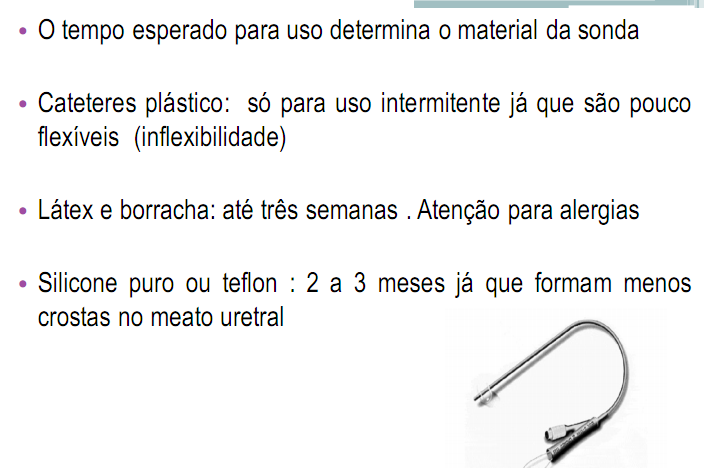 • O tempo esperado para uso determina o material da sonda
• Cateteres plástico: só para uso intermitente já que são pouco
flexíveis (inflexibilidade)
• Látex e borracha: até três semanas . Atenção para alergias
• Silicone puro ou teflon : 2 a 3 meses já que formam menos
crostas no meato uretral